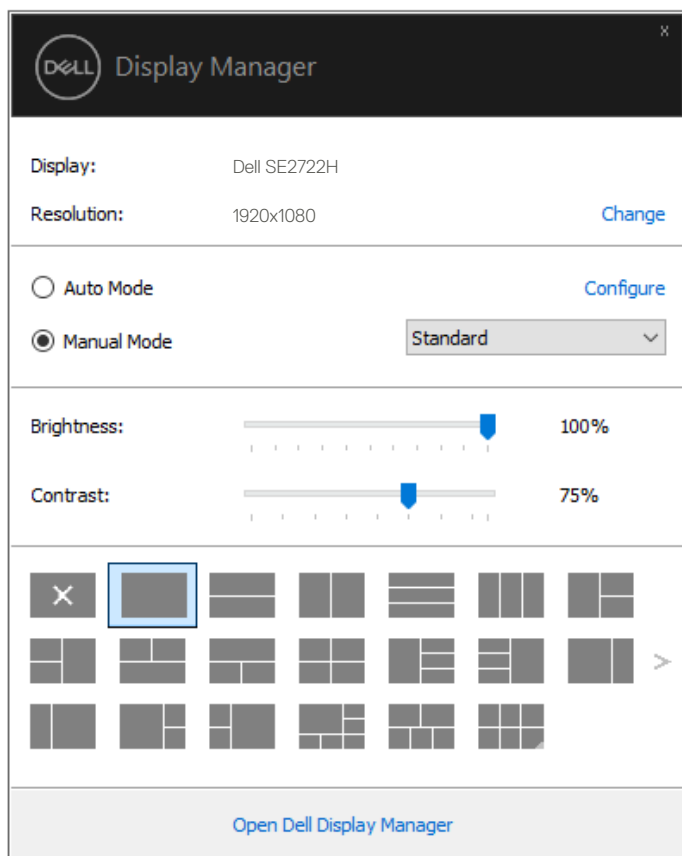 x
DELL Display Manager
Display: Dell SE2722H
Resolution: 1920x1080 Change
Auto Mode Configure
Manual Mode Standard
Brightness: 100%
Contrast: 75%
Open Dell Display Manager